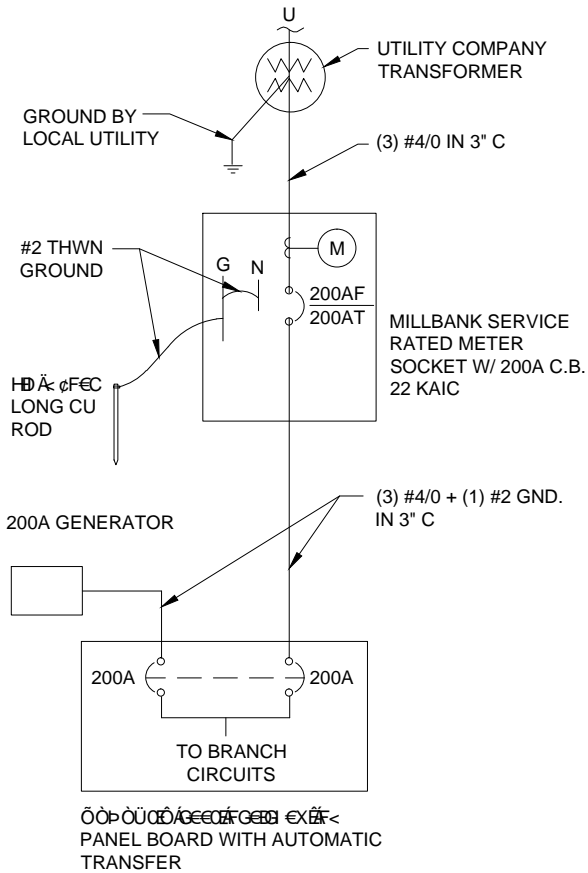 U
UTILITY COMPANY
TRANSFORMER
GROUND BY
LOCAL UTILITY
(3) #4/0 IN 3" C
#2 THWN
GROUND
G N
M
200AF
200AT
MILLBANK SERVICE
RATED METER
SOCKET W/ 200A C.B.
22 KAIC
LONG CU
ROD
(3) #4/0 + (1) #2 GND.
IN 3" C
200A GENERATOR
200A
200A
TO BRANCH
CIRCUITS
PANEL BOARD WITH AUTOMATIC
TRANSFER